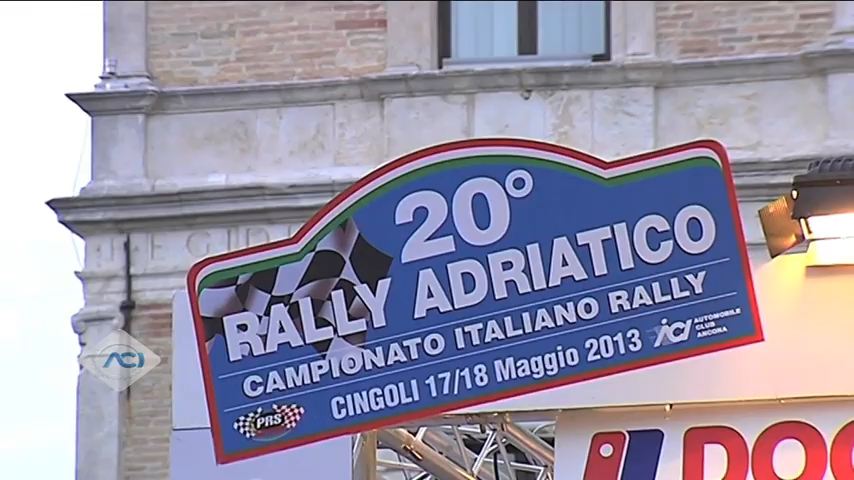 20°
RALLY ADRIATICO
CAMPIONATO ITALIANO RALLY
CINGOLI 17/18 Maggio 2013
ACI AUTOMOBILE
CLUB
ANCONA
PRS
ACI